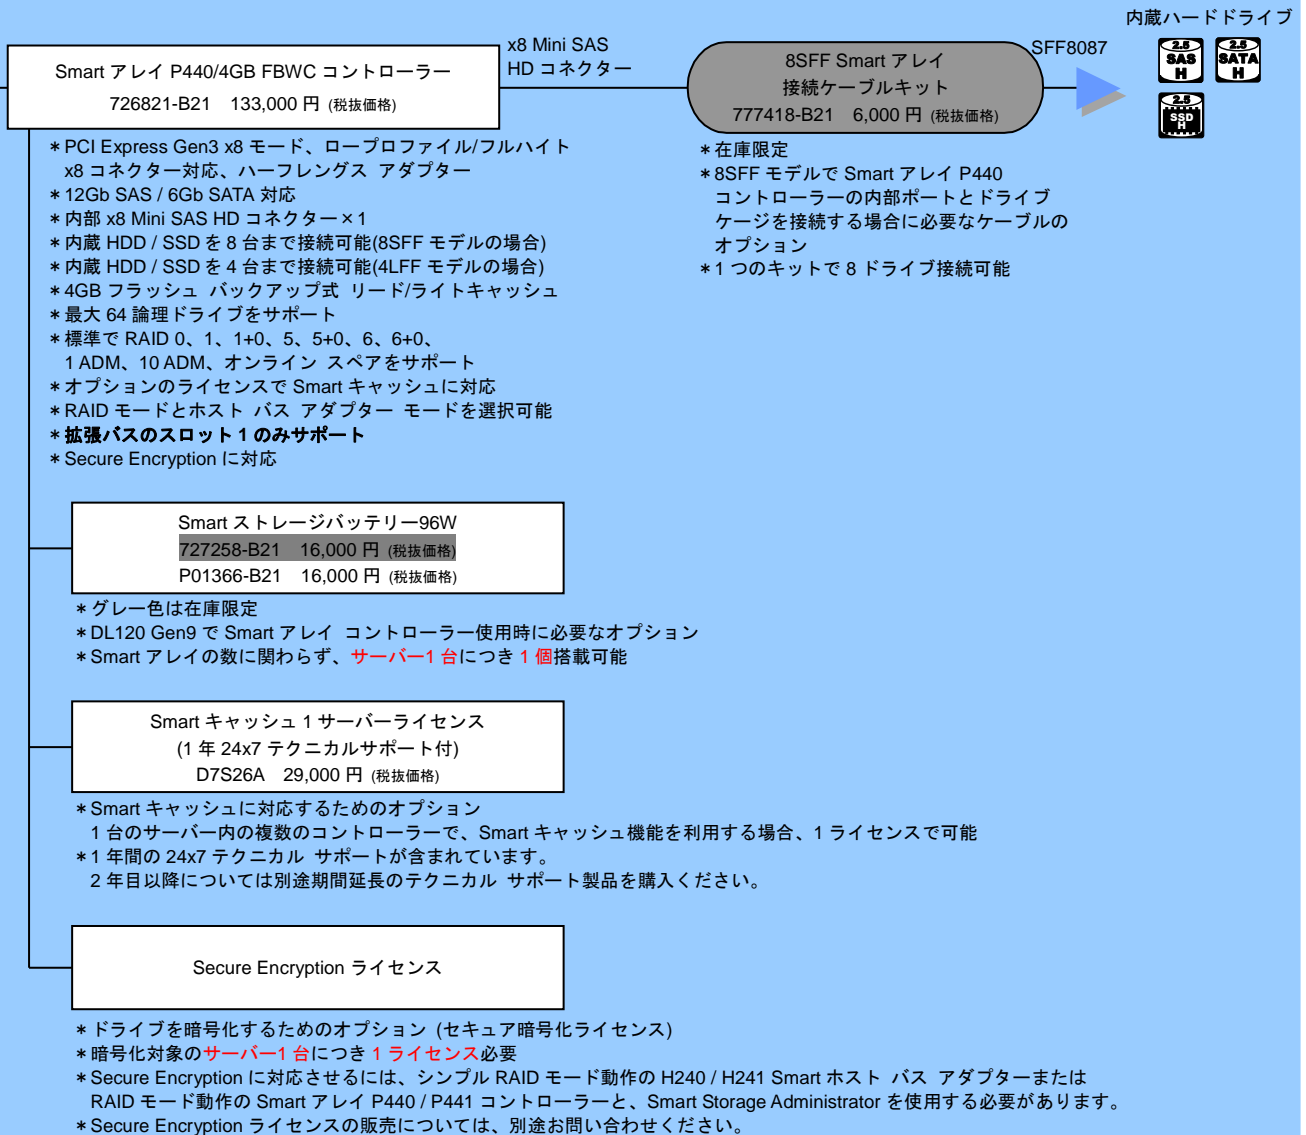 内蔵ハードドライブ
2.5 SAS H
2.5 SATA H
2.5 SSD H
x8 Mini SAS
HD コネクター
SFF8087
Smart アレイ P440/4GB FBWC コントローラー
726821-B21 133,000 円 (税抜価格)
8SFF Smart アレイ
接続ケーブルキット
777418-B21 6,000 円 (税抜価格)
*PCI Express Gen3 x8 モード、ロープロファイル/フルハイト
x8 コネクター対応、ハーフレングス アダプター
*12Gb SAS / 6Gb SATA 対応
*内部 x8 Mini SAS HD コネクター×1
*内蔵 HDD / SSD を 8 台まで接続可能(8SFF モデルの場合)
*内蔵 HDD / SSD を 4 台まで接続可能(4LFF モデルの場合)
*4GB フラッシュ バックアップ式 リード/ライトキャッシュ
*最大 64 論理ドライブをサポート
*標準で RAID 0、1、1+0、5、5+0、6、6+0、
1 ADM、10 ADM、オンライン スペアをサポート
*オプションのライセンスで Smart キャッシュに対応
*RAID モードとホスト バス アダプター モードを選択可能
*拡張バスのスロット 1 のみサポート
*Secure Encryption に対応
*在庫限定
*8SFF モデルで Smart アレイ P440
コントローラーの内部ポートとドライブ
ケージを接続する場合に必要なケーブルの
オプション
*1 つのキットで 8 ドライブ接続可能
Smart ストレージバッテリー96W
727258-B21 16,000 円 (税抜価格)
P01366-B21 16,000 円 (税抜価格)
*グレー色は在庫限定
*DL120 Gen9 で Smart アレイ コントローラー使用時に必要なオプション
*Smart アレイの数に関わらず、サーバー1 台につき 1 個搭載可能
Smart キャッシュ 1 サーバーライセンス
(1 年 24x7 テクニカルサポート付)
D7S26A 29,000 円 (税抜価格)
*Smart キャッシュに対応するためのオプション
1 台のサーバー内の複数のコントローラーで、Smart キャッシュ機能を利用する場合、1 ライセンスで可能
*1 年間の 24x7 テクニカル サポートが含まれています。
2 年目以降については別途期間延長のテクニカル サポート製品を購入ください。
Secure Encryption ライセンス
*ドライブを暗号化するためのオプション (セキュア暗号化ライセンス)
*暗号化対象のサーバー1 台につき 1 ライセンス必要
*Secure Encryption に対応させるには、シンプル RAID モード動作の H240 / H241 Smart ホスト バス アダプターまたは
RAID モード動作の Smart アレイ P440 / P441 コントローラーと、Smart Storage Administrator を使用する必要があります。
*Secure Encryption ライセンスの販売については、別途お問い合わせください。